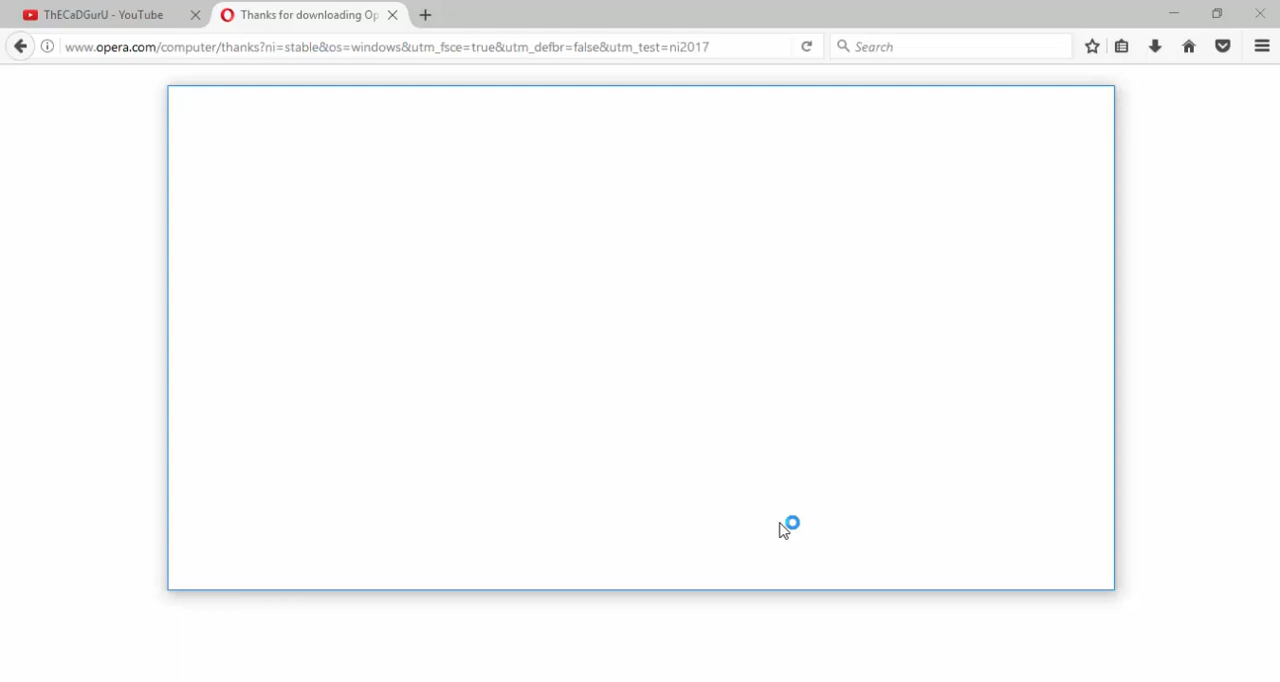 ThECaDGurU - YouTube
Thanks for downloading Op
www.opera.com/computer/thanks?ni=stable&os=windows&utm_fsce=true&utm_defbr=false&utm_test=ni2017
Search